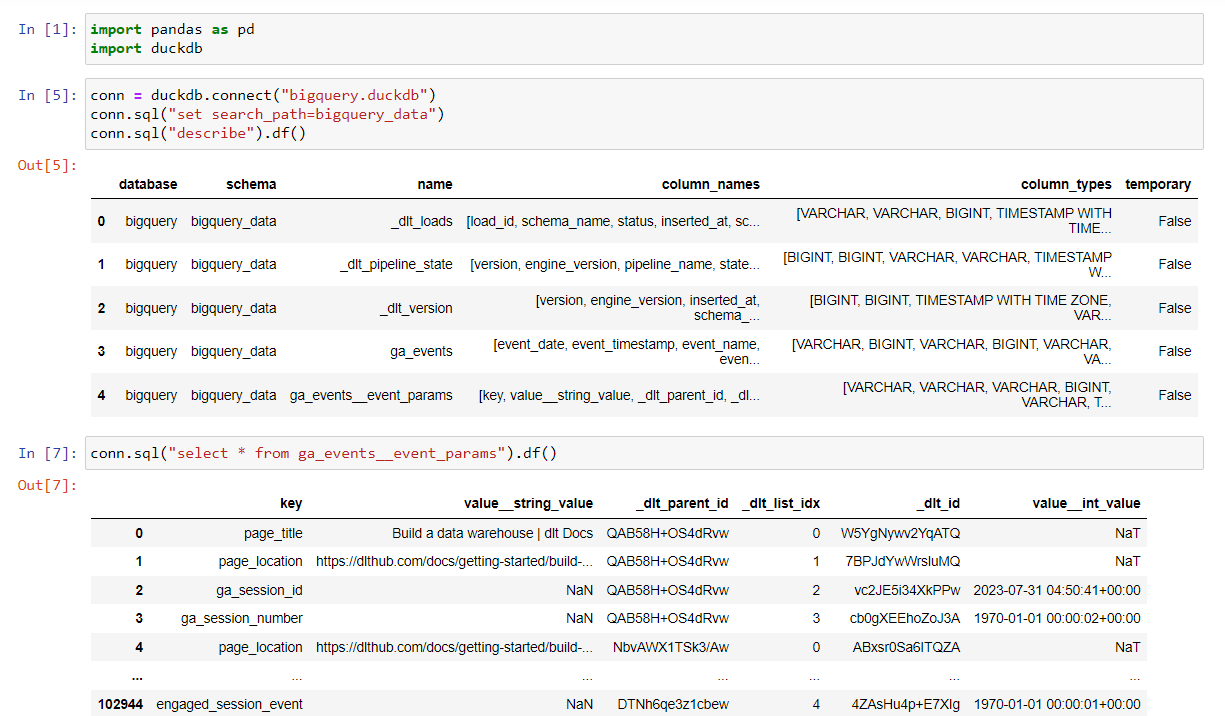 In [1]: import pandas as pd
import duckdb
In [5]: conn = duckdb.connect("bigquery.duckdb")
conn.sql("set search_path=bigquery_data")
conn.sql("describe").df()
Out[5]:
database schema name column_names column_types temporary
0 bigquery bigquery_data _dlt_loads [load_id, schema_name, status, inserted_at, sc... [VARCHAR, VARCHAR, BIGINT, TIMESTAMP WITH TIME... False
1 bigquery bigquery_data _dlt_pipeline_state [version, engine_version, pipeline_name, state... [BIGINT, BIGINT, VARCHAR, VARCHAR, TIMESTAMP W... False
2 bigquery bigquery_data _dlt_version [version, engine_version, inserted_at, schema_... [BIGINT, BIGINT, TIMESTAMP WITH TIME ZONE, VAR... False
3 bigquery bigquery_data ga_events [event_date, event_timestamp, event_name, even... [VARCHAR, BIGINT, VARCHAR, BIGINT, VARCHAR, VA... False
4 bigquery bigquery_data ga_events__event_params [key, value__string_value, _dlt_parent_id, _dl... [VARCHAR, VARCHAR, VARCHAR, BIGINT, VARCHAR, T... False
In [7]: conn.sql("select * from ga_events__event_params").df()
Out[7]:
key value__string_value _dlt_parent_id _dlt_list_idx _dlt_id value__int_value
0 page_title Build a data warehouse | dlt Docs QAB58H+OS4dRvw 0 W5YgNywv2YqATQ NaT
1 page_location https://dlthub.com/docs/getting-started/build-... QAB58H+OS4dRvw 1 7BPJdYwWrsIuMQ NaT
2 ga_session_id NaN QAB58H+OS4dRvw 2 vc2JE5i34XkPPw 2023-07-31 04:50:41+00:00
3 ga_session_number NaN QAB58H+OS4dRvw 3 cb0gXEEhoZoJ3A 1970-01-01 00:00:02+00:00
4 page_location https://dlthub.com/docs/getting-started/build-... NbvAWX1TSk3/Aw 0 ABxsr0Sa6ITQZA NaT
... ... ... ... ... ... ...
102944 engaged_session_event NaN DTNh6qe3z1cbew 4 4ZAsHu4p+E7XIg 1970-01-01 00:00:01+00:00